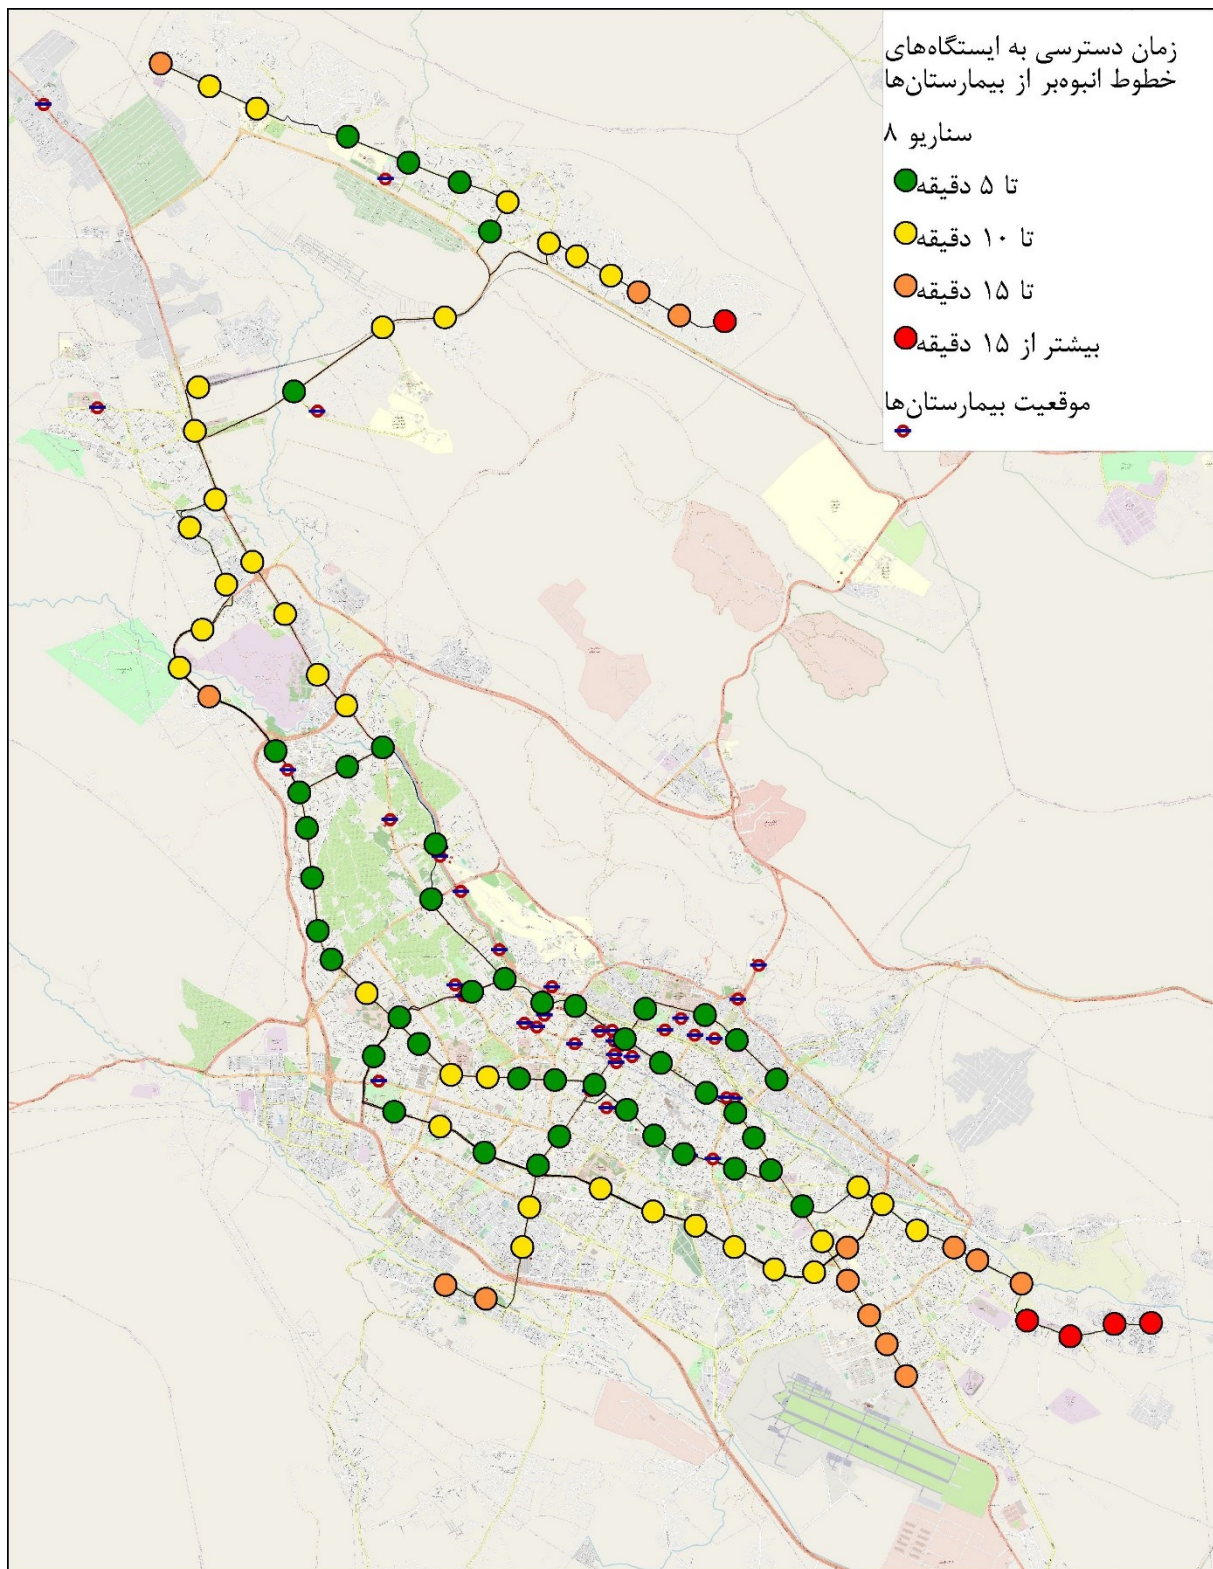 زمان دسترسی به ایستگاه‌های
خطوط انبوه‌بر از بیمارستان‌ها
سناریو ۸
تا ۵ دقیقه
تا ۱۰ دقیقه
تا ۱۵ دقیقه
بیشتر از ۱۵ دقیقه
موقعیت بیمارستان‌ها